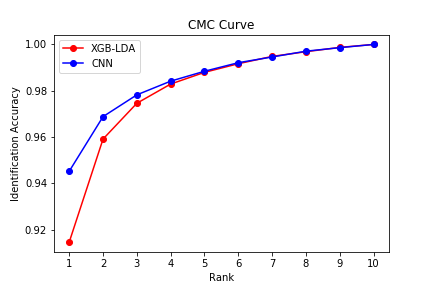 CMC Curve
XGB-LDA
CNN
1.00
0.98
0.96
0.94
0.92
Identification Accuracy
1 2 3 4 5 6 7 8 9 10
Rank